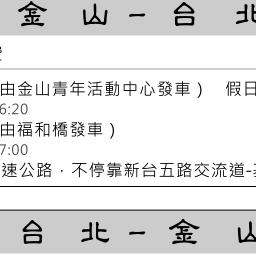 金 山 - 台 北
由金山青年活動中心發車） 假日
6:20
由福和橋發車）
7:00
速公路，不停靠新台五路交流道-
台 北 - 金 山